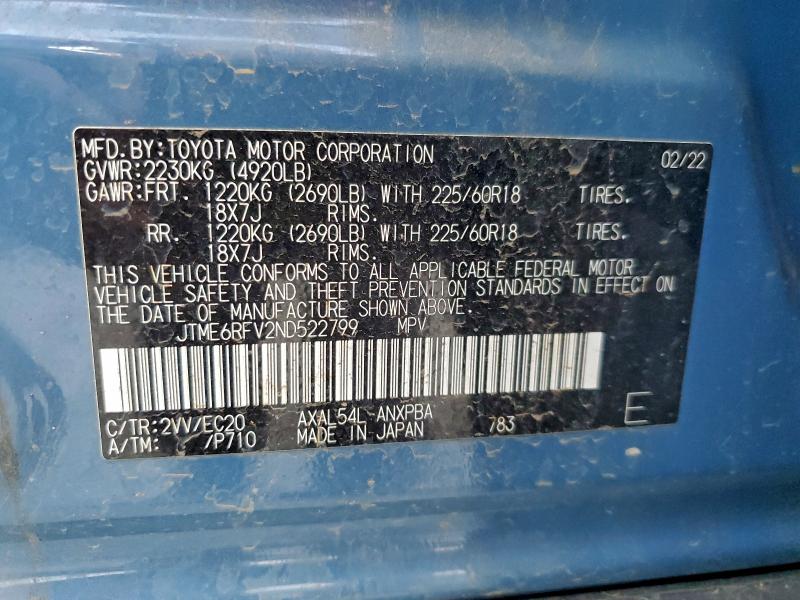 MFD. BY: TOYOTA MOTOR CORPORATION 02/22
GVWR: 2230KG (4920LB)
GAWR: FRT. 1220KG (2690LB) WITH 225/60R18 TIRES.
18X7J RIMS.
RR. 1220KG (2690LB) WITH 225/60R18 TIRES.
18X7J RIMS.
THIS VEHICLE CONFORMS TO ALL APPLICABLE FEDERAL MOTOR
VEHICLE SAFETY AND THEFT PREVENTION STANDARDS IN EFFECT ON
THE DATE OF MANUFACTURE SHOWN ABOVE.
JTME6RFV2ND522799 MPV
C/TR: 2VV/EC20 AXAL54L-ANXPBA /783 E
A/TM: /P710 MADE IN JAPAN